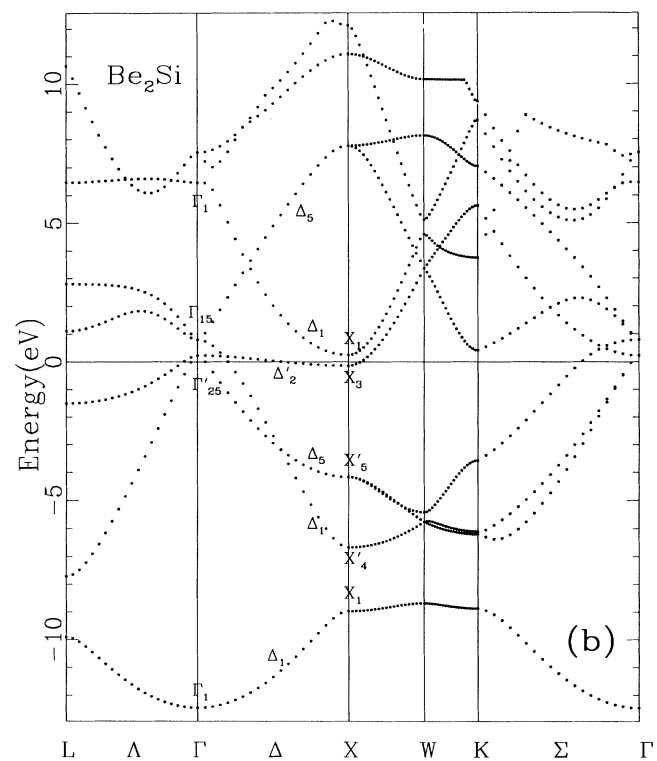 Be₂Si
10
5
0
−5
−10
Energy(eV)
Γ₁
Δ₅
Γ₁₅
Δ₁
X₁
Δ′₂
X₃
Γ′₂₅
Δ₅
X′₅
Δ₁′
X′₄
X₁
Δ₁
Γ₁
(b)
L Λ Γ Δ X W K Σ Γ